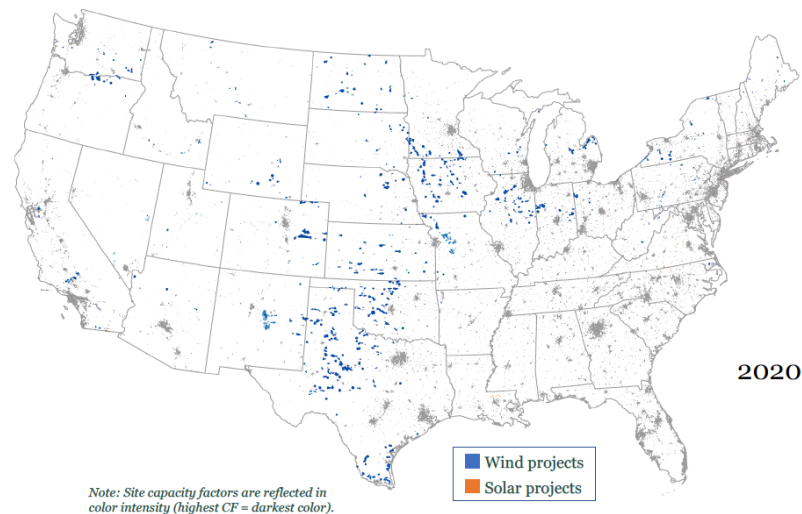 2020
Wind projects
Solar projects
Note: Site capacity factors are reflected in
color intensity (highest CF = darkest color).